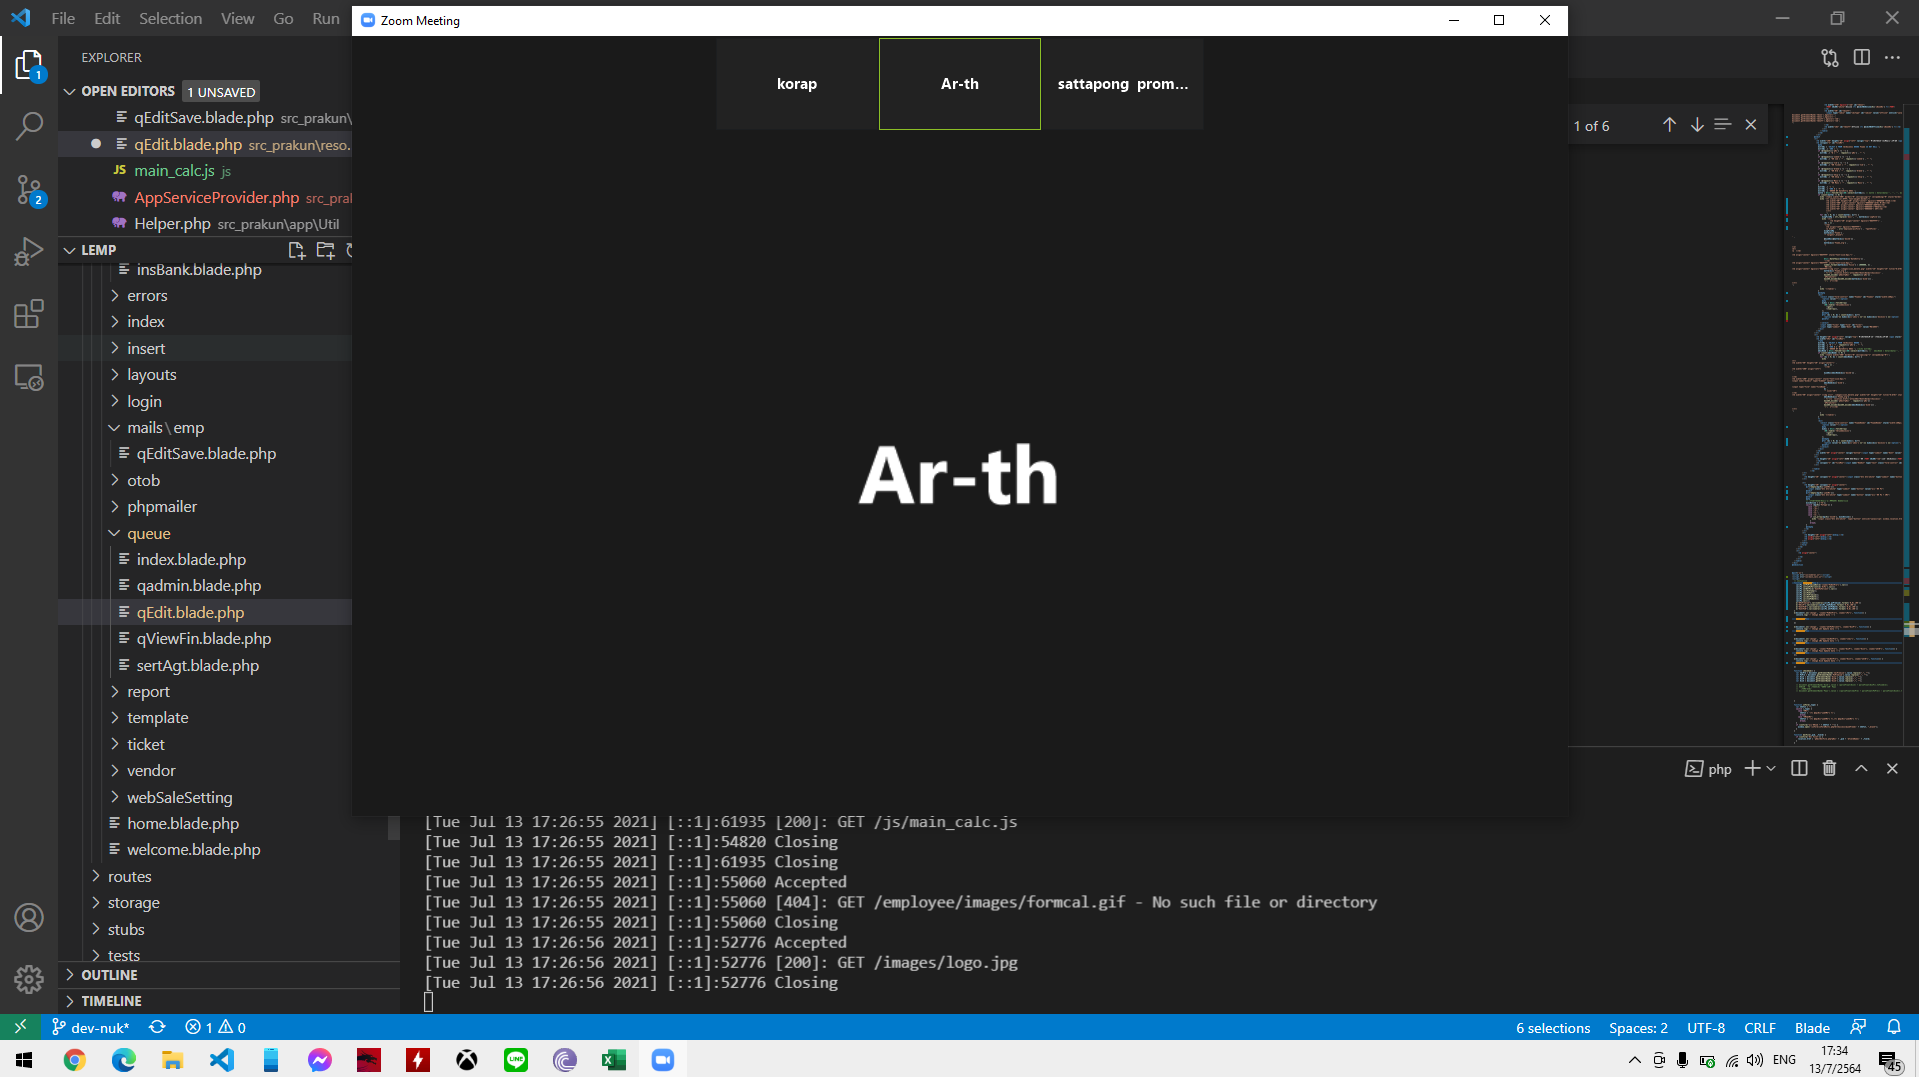 File Edit Selection View Go Run
Zoom Meeting
EXPLORER
OPEN EDITORS 1 UNSAVED
qEditSave.blade.php src_prakun\
qEdit.blade.php src_prakun\reso.
JS main_calc.js js
AppServiceProvider.php src_pral
Helper.php src_prakun\app\Util
LEMP
insBank.blade.php
errors
index
insert
layouts
login
mails\emp
qEditSave.blade.php
otob
phpmailer
queue
index.blade.php
qadmin.blade.php
qEdit.blade.php
qViewFin.blade.php
sertAgt.blade.php
report
template
ticket
vendor
webSaleSetting
home.blade.php
welcome.blade.php
routes
storage
stubs
tests
OUTLINE
TIMELINE
korap
Ar-th
sattapong prom...
Ar-th
1 of 6
php
[Tue Jul 13 17:26:55 2021] [::1]:61935 [200]: GET /js/main_calc.js
[Tue Jul 13 17:26:55 2021] [::1]:54820 Closing
[Tue Jul 13 17:26:55 2021] [::1]:61935 Closing
[Tue Jul 13 17:26:55 2021] [::1]:55060 Accepted
[Tue Jul 13 17:26:55 2021] [::1]:55060 [404]: GET /employee/images/formcal.gif - No such file or directory
[Tue Jul 13 17:26:55 2021] [::1]:55060 Closing
[Tue Jul 13 17:26:56 2021] [::1]:52776 Accepted
[Tue Jul 13 17:26:56 2021] [::1]:52776 [200]: GET /images/logo.jpg
[Tue Jul 13 17:26:56 2021] [::1]:52776 Closing
dev-nuk* 1 0
6 selections Spaces: 2 UTF-8 CRLF Blade
LINE
ENG
17:34
13/7/2564
45